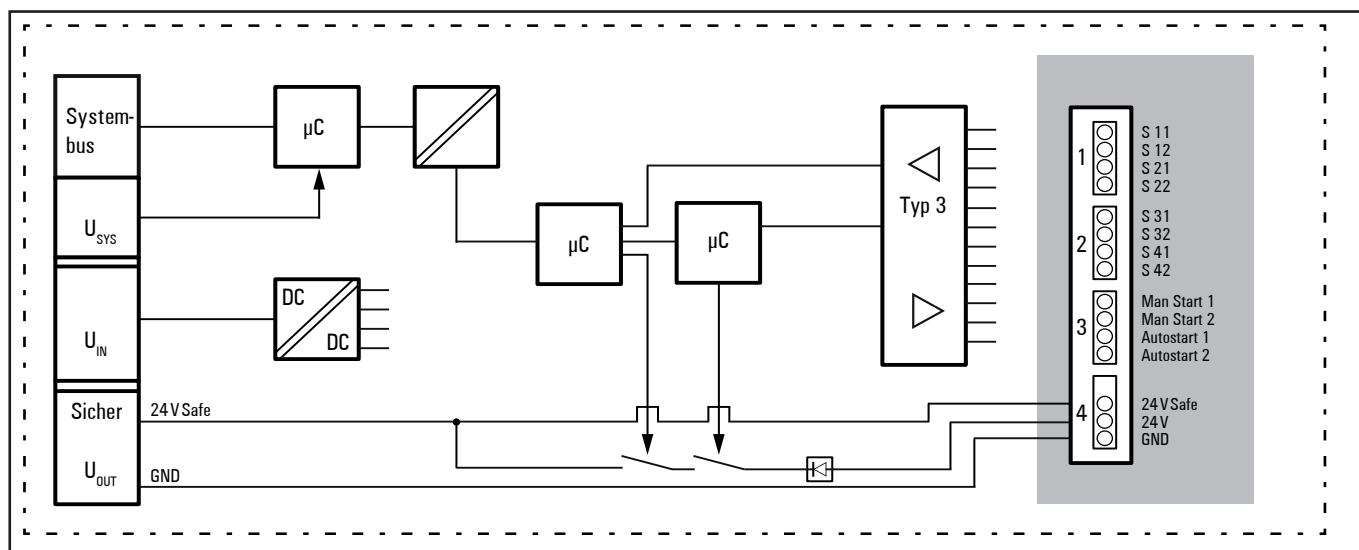 System-
bus
U SYS
U IN
Sicher
U OUT
24 V Safe
GND
µC
DC
DC
µC
µC
Typ 3
1
S 11
S 12
S 21
S 22
2
S 31
S 32
S 41
S 42
3
Man Start 1
Man Start 2
Autostart 1
Autostart 2
4
24 V Safe
24 V
GND